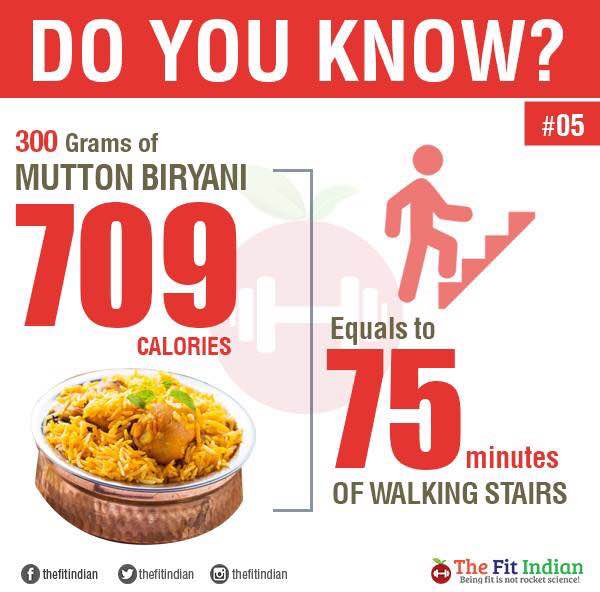 DO YOU KNOW?
#05
300 Grams of
MUTTON BIRYANI
709
CALORIES
Equals to
75 minutes
OF WALKING STAIRS
thefitindian thefitindian thefitindian
The Fit Indian
Being fit is not rocket science!